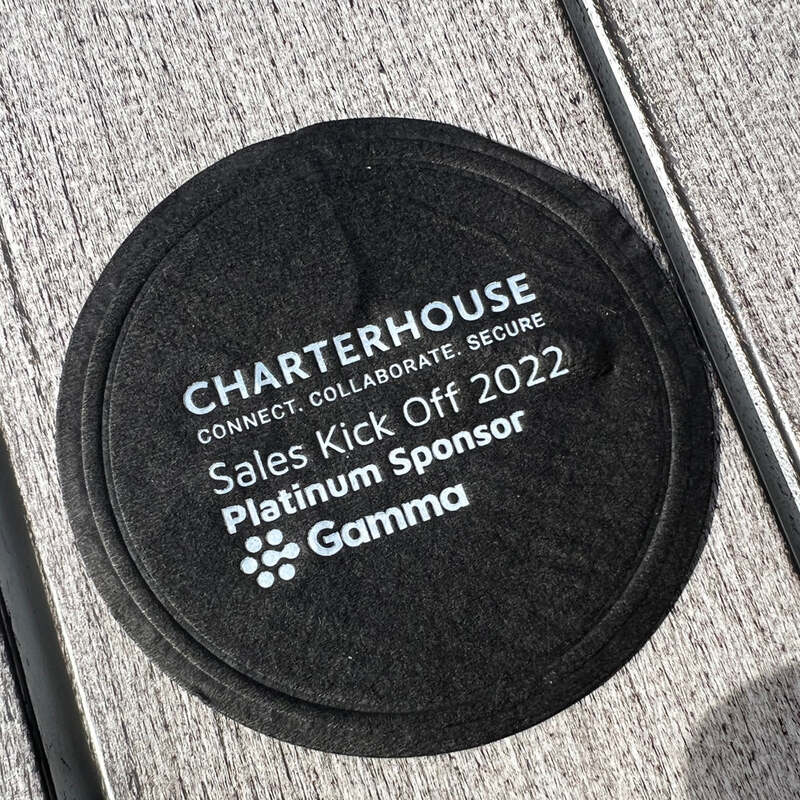 CHARTERHOUSE
CONNECT. COLLABORATE. SECURE
Sales Kick Off 2022
Platinum Sponsor
Gamma